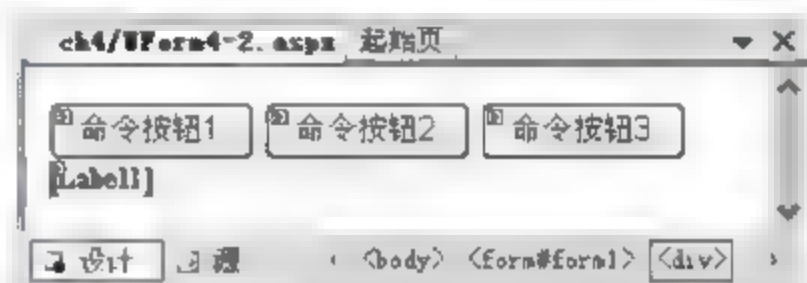 ch4/WForm4-2.aspx 起始页
命令按钮1 命令按钮2 命令按钮3
[Label1]
设计 源 <body> <form#form1> <div>